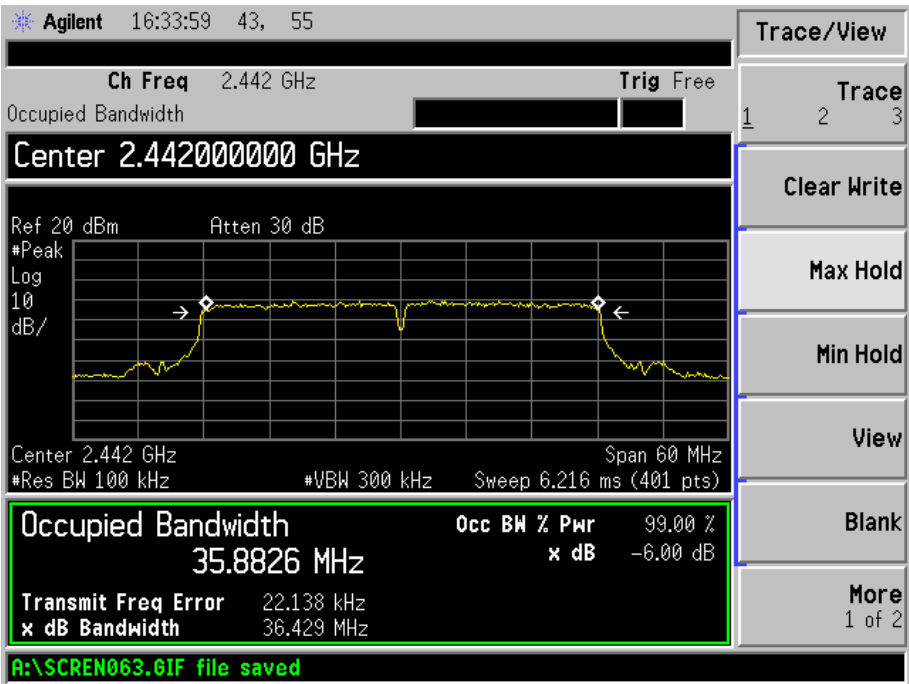 Agilent 16:33:59 43, 55
Ch Freq 2.442 GHz Trig Free
Occupied Bandwidth
Center 2.442000000 GHz
Ref 20 dBm Atten 30 dB
#Peak
Log
10
dB/
Center 2.442 GHz Span 60 MHz
#Res BW 100 kHz #VBW 300 kHz Sweep 6.216 ms (401 pts)
Occupied Bandwidth Occ BW % Pwr 99.00 %
35.8826 MHz x dB -6.00 dB
Transmit Freq Error 22.138 kHz
x dB Bandwidth 36.429 MHz
A:\SCREN063.GIF file saved
Trace/View
Trace
1 2 3
Clear Write
Max Hold
Min Hold
View
Blank
More
1 of 2